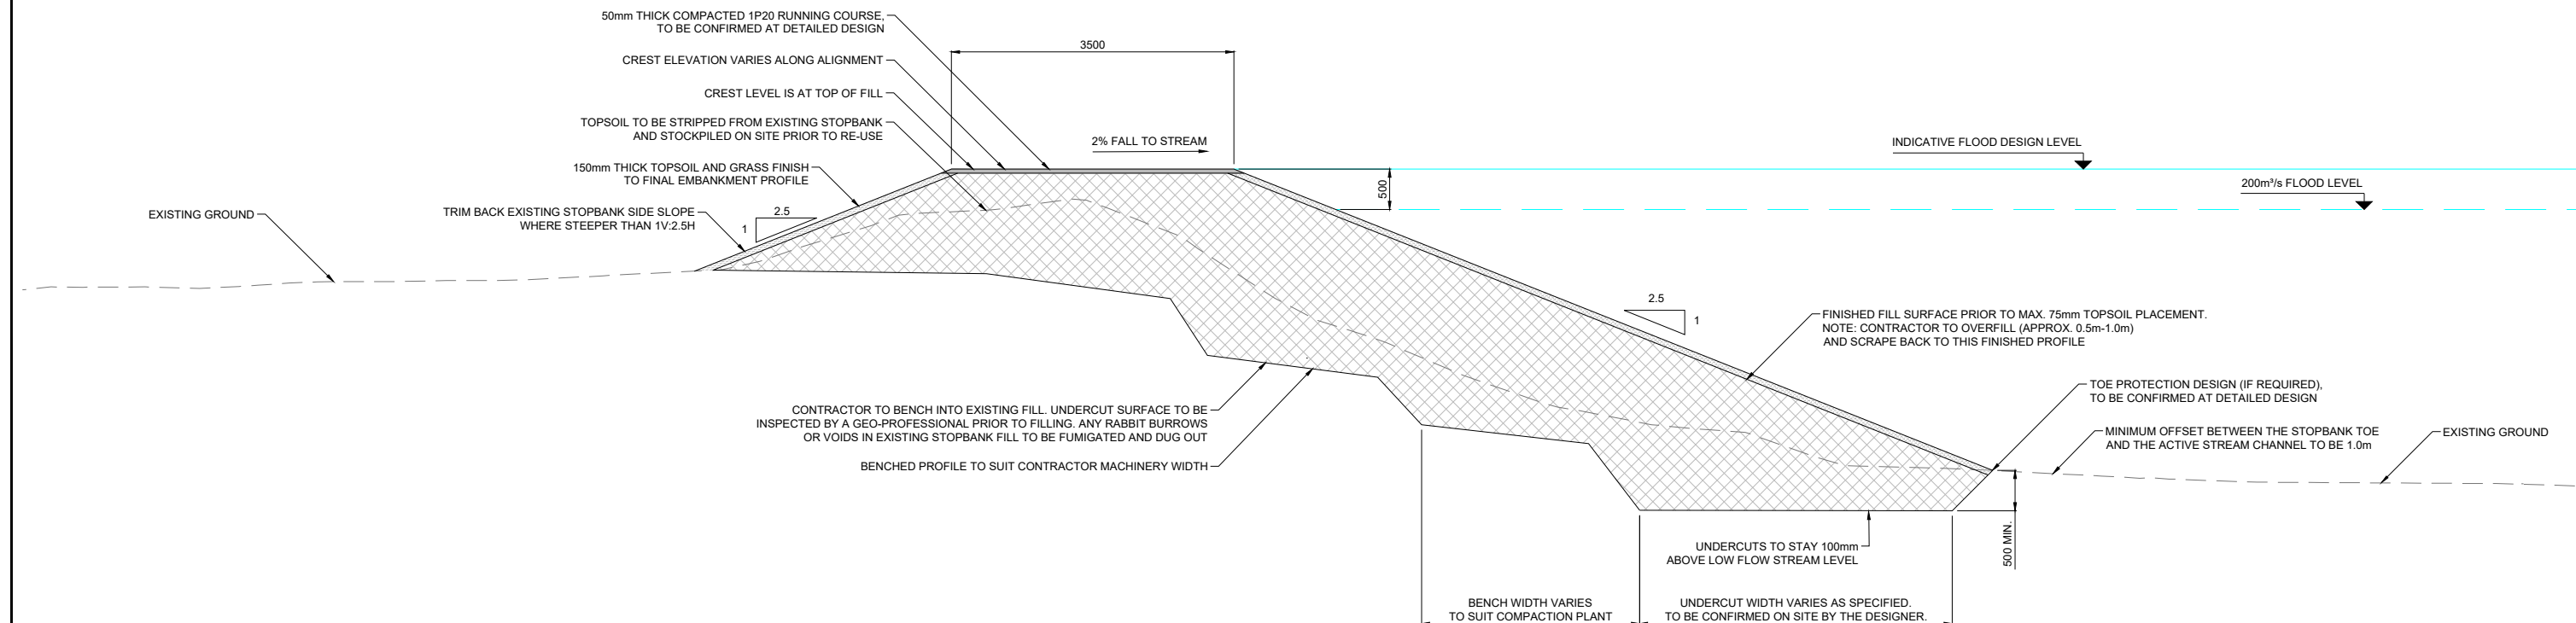 50mm THICK COMPACTED 1P20 RUNNING COURSE,
TO BE CONFIRMED AT DETAILED DESIGN
CREST ELEVATION VARIES ALONG ALIGNMENT
CREST LEVEL IS AT TOP OF FILL
TOPSOIL TO BE STRIPPED FROM EXISTING STOPBANK
AND STOCKPILED ON SITE PRIOR TO RE-USE
150mm THICK TOPSOIL AND GRASS FINISH
TO FINAL EMBANKMENT PROFILE
TRIM BACK EXISTING STOPBANK SIDE SLOPE
WHERE STEEPER THAN 1V:2.5H
EXISTING GROUND
2.5
1
3500
2% FALL TO STREAM
500
INDICATIVE FLOOD DESIGN LEVEL
200m³/s FLOOD LEVEL
2.5
1
FINISHED FILL SURFACE PRIOR TO MAX. 75mm TOPSOIL PLACEMENT.
NOTE: CONTRACTOR TO OVERFILL (APPROX. 0.5m-1.0m)
AND SCRAPE BACK TO THIS FINISHED PROFILE
TOE PROTECTION DESIGN (IF REQUIRED),
TO BE CONFIRMED AT DETAILED DESIGN
MINIMUM OFFSET BETWEEN THE STOPBANK TOE
AND THE ACTIVE STREAM CHANNEL TO BE 1.0m
EXISTING GROUND
CONTRACTOR TO BENCH INTO EXISTING FILL. UNDERCUT SURFACE TO BE
INSPECTED BY A GEO-PROFESSIONAL PRIOR TO FILLING. ANY RABBIT BURROWS
OR VOIDS IN EXISTING STOPBANK FILL TO BE FUMIGATED AND DUG OUT
BENCHED PROFILE TO SUIT CONTRACTOR MACHINERY WIDTH
UNDERCUTS TO STAY 100mm
ABOVE LOW FLOW STREAM LEVEL
500 MIN.
BENCH WIDTH VARIES
TO SUIT COMPACTION PLANT
UNDERCUT WIDTH VARIES AS SPECIFIED.
TO BE CONFIRMED ON SITE BY THE DESIGNER.